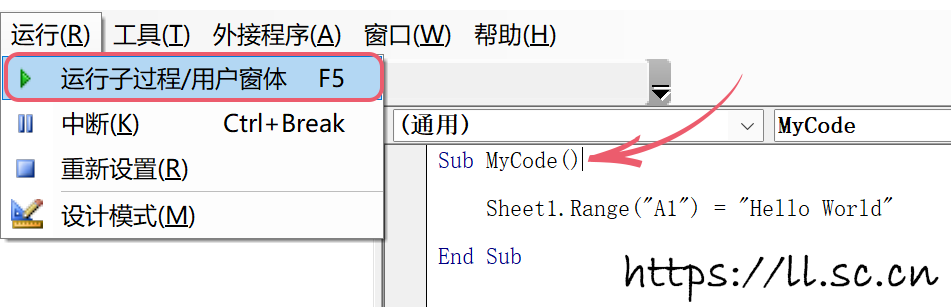 运行(R) 工具(T) 外接程序(A) 窗口(W) 帮助(H)
运行子过程/用户窗体 F5
中断(K) Ctrl+Break
重新设置(R)
设计模式(M)
(通用) MyCode
Sub MyCode()
Sheet1.Range("A1") = "Hello World"
End Sub
https://ll.sc.cn